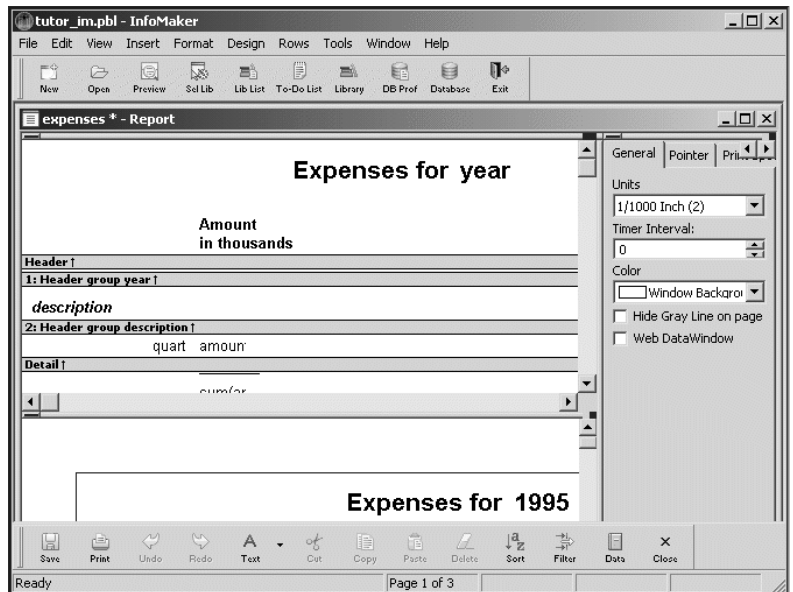 tutor_im.pbl - InfoMaker
File Edit View Insert Format Design Rows Tools Window Help
New Open Preview Sel Lib Lib List To-Do List Library DB Prof Database Exit
expenses * - Report
Expenses for year
Amount
in thousands
Header ↑
1: Header group year ↑
description
2: Header group description ↑
quart amoun
Detail ↑
General Pointer
Units
1/1000 Inch (2)
Timer Interval:
0
Color
Window Backgrou
Hide Gray Line on page
Web DataWindow
Expenses for 1995
Save Print Undo Redo Text Cut Copy Paste Delete Sort Filter Data Close
Ready Page 1 of 3